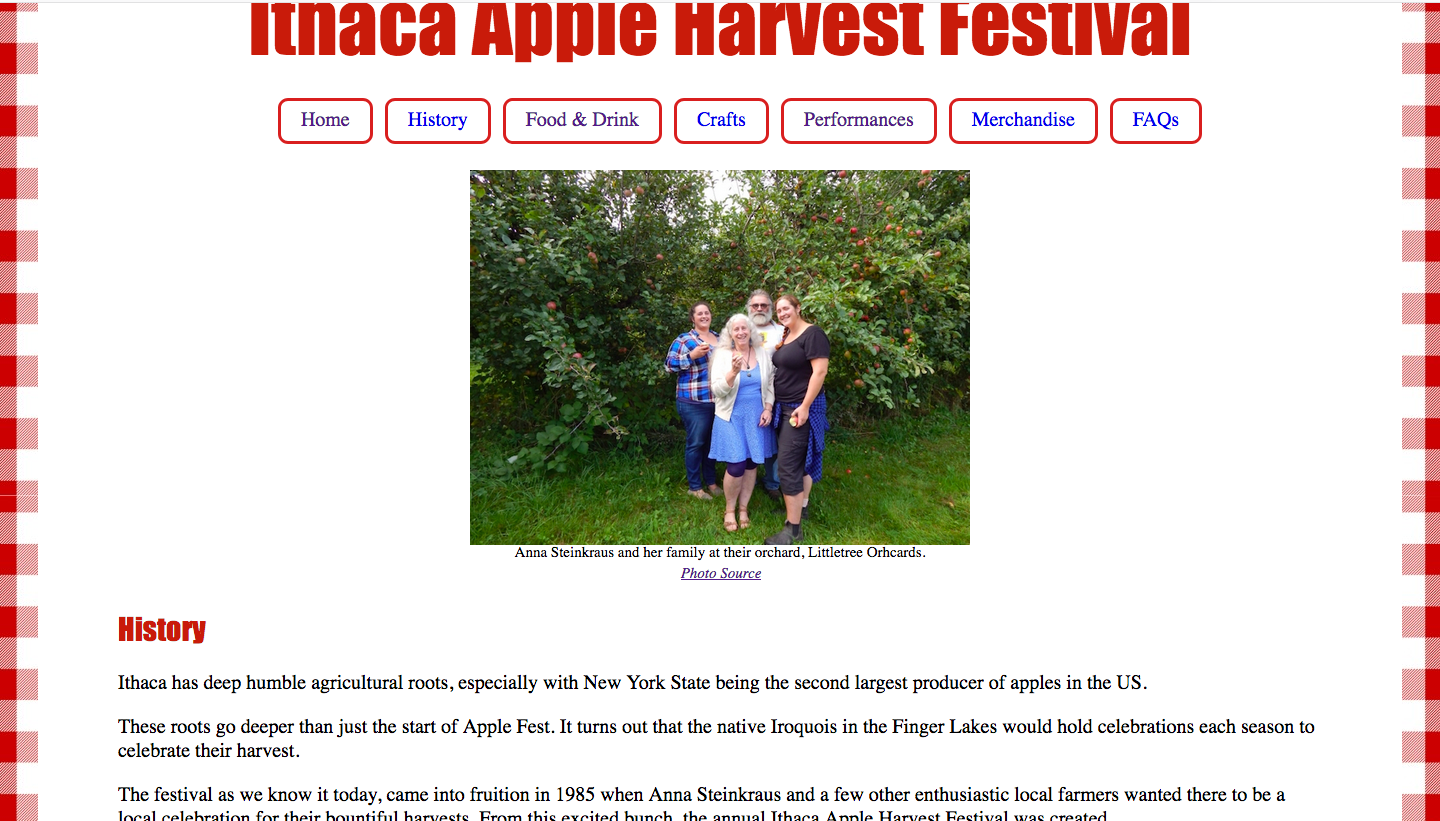 Ithaca Apple Harvest Festival
Home History Food & Drink Crafts Performances Merchandise FAQs
Anna Steinkraus and her family at their orchard, Littletree Orhcards.
Photo Source
History
Ithaca has deep humble agricultural roots, especially with New York State being the second largest producer of apples in the US.
These roots go deeper than just the start of Apple Fest. It turns out that the native Iroquois in the Finger Lakes would hold celebrations each season to
celebrate their harvest.
The festival as we know it today, came into fruition in 1985 when Anna Steinkraus and a few other enthusiastic local farmers wanted there to be a
local celebration for their bountiful harvests. From this excited bunch, the annual Ithaca Apple Harvest Festival was created.